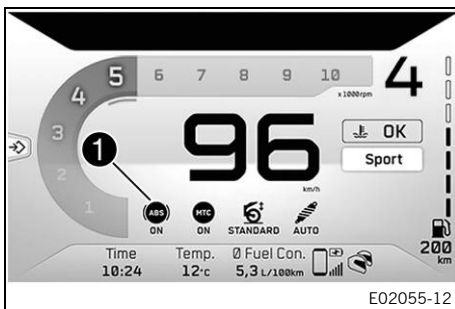 1 2 3 4 5 6 7 8 9 10
x1000rpm
4
96
km/h
OK
Sport
1
ABS MTC
ON ON STANDARD AUTO
Time Temp. Ø Fuel Con.
10:24 12°C 5,3 L/100km
200
km
E02055-12